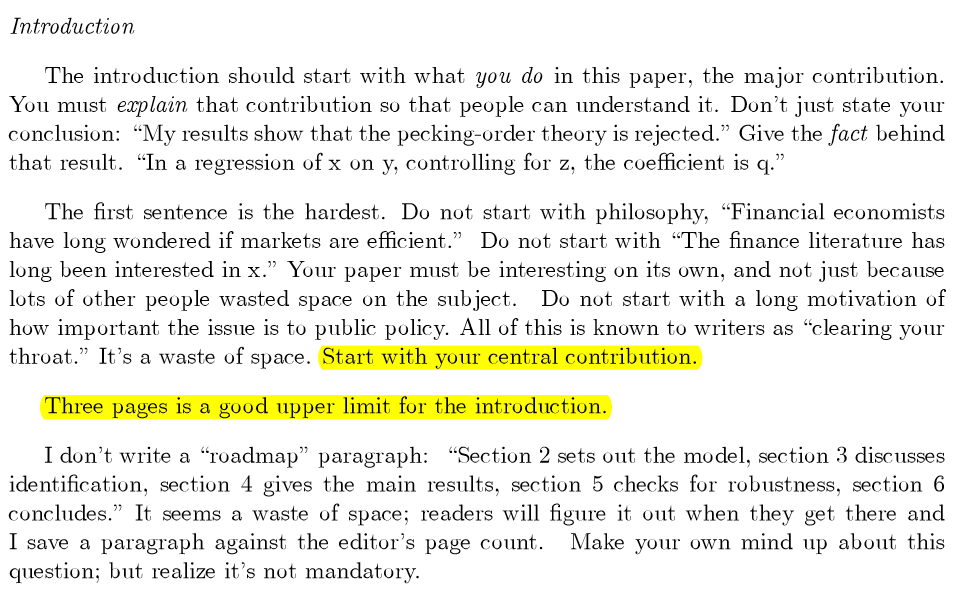 Introduction
The introduction should start with what you do in this paper, the major contribution.
You must explain that contribution so that people can understand it. Don't just state your
conclusion: “My results show that the pecking-order theory is rejected.” Give the fact behind
that result. “In a regression of x on y, controlling for z, the coefficient is q.”
The first sentence is the hardest. Do not start with philosophy, “Financial economists
have long wondered if markets are efficient.” Do not start with “The finance literature has
long been interested in x.” Your paper must be interesting on its own, and not just because
lots of other people wasted space on the subject. Do not start with a long motivation of
how important the issue is to public policy. All of this is known to writers as “clearing your
throat.” It's a waste of space. Start with your central contribution.
Three pages is a good upper limit for the introduction.
I don't write a “roadmap” paragraph: “Section 2 sets out the model, section 3 discusses
identification, section 4 gives the main results, section 5 checks for robustness, section 6
concludes.” It seems a waste of space; readers will figure it out when they get there and
I save a paragraph against the editor's page count. Make your own mind up about this
question; but realize it's not mandatory.